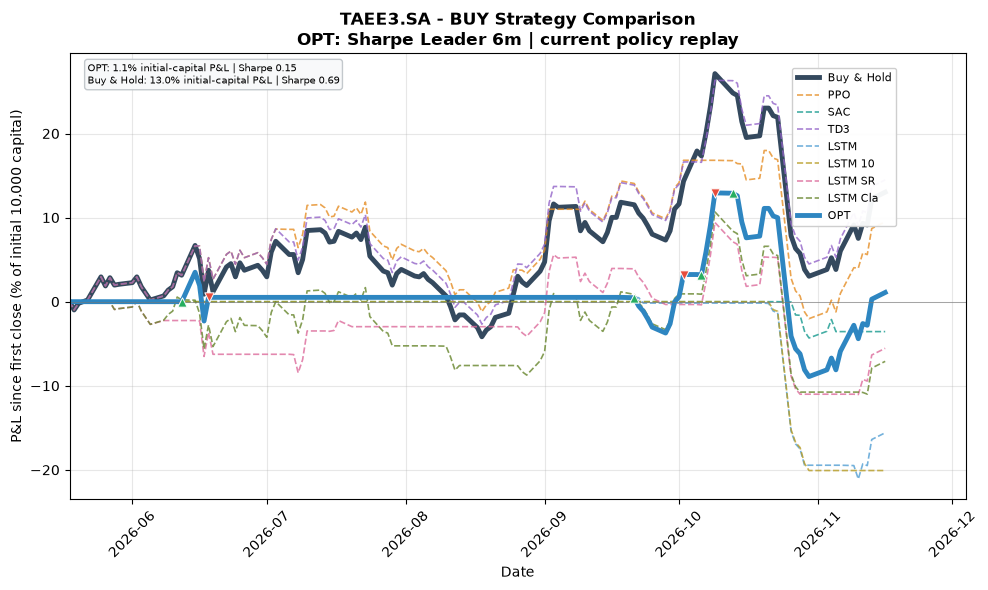 TAEE3.SA - BUY Strategy Comparison
OPT: Sharpe Leader 6m | current policy replay
OPT: 1.1% initial-capital P&L | Sharpe 0.15
Buy & Hold: 13.0% initial-capital P&L | Sharpe 0.69
Buy & Hold
PPO
SAC
TD3
LSTM
LSTM 10
LSTM SR
LSTM Cla
OPT
P&L since first close (% of initial 10,000 capital)
20
10
0
−10
−20
2026-06
2026-07
2026-08
2026-09
2026-10
2026-11
2026-12
Date